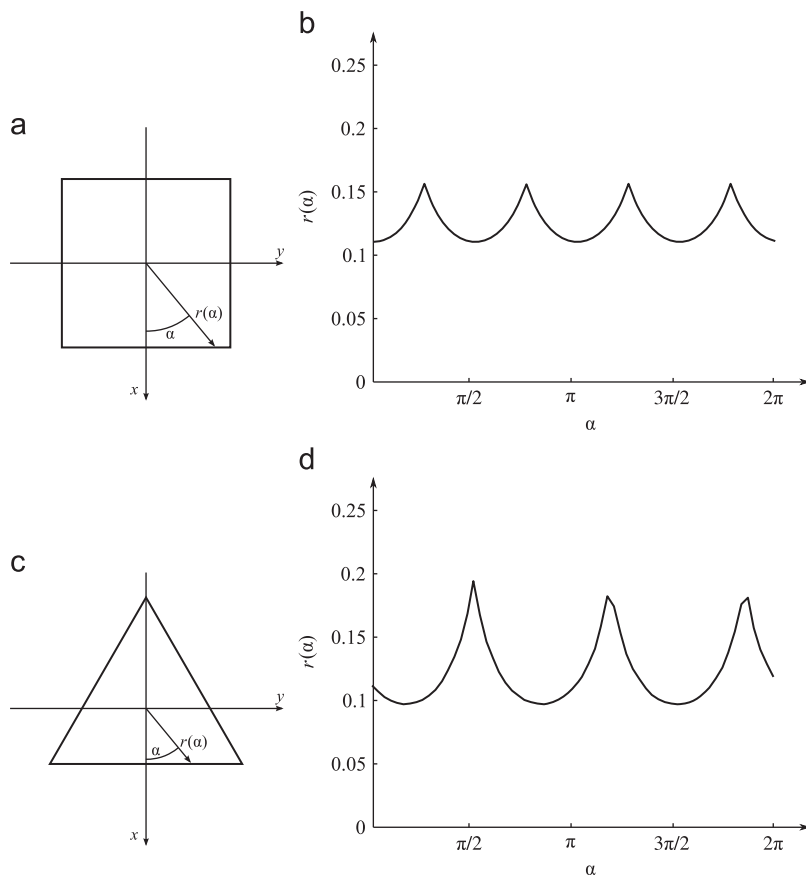 a
y
r(α)
α
x
b
0.25
0.2
0.15
0.1
0.05
0
r(α)
π/2 π 3π/2 2π
α
c
y
r(α)
α
x
d
0.25
0.2
0.15
0.1
0.05
0
r(α)
π/2 π 3π/2 2π
α